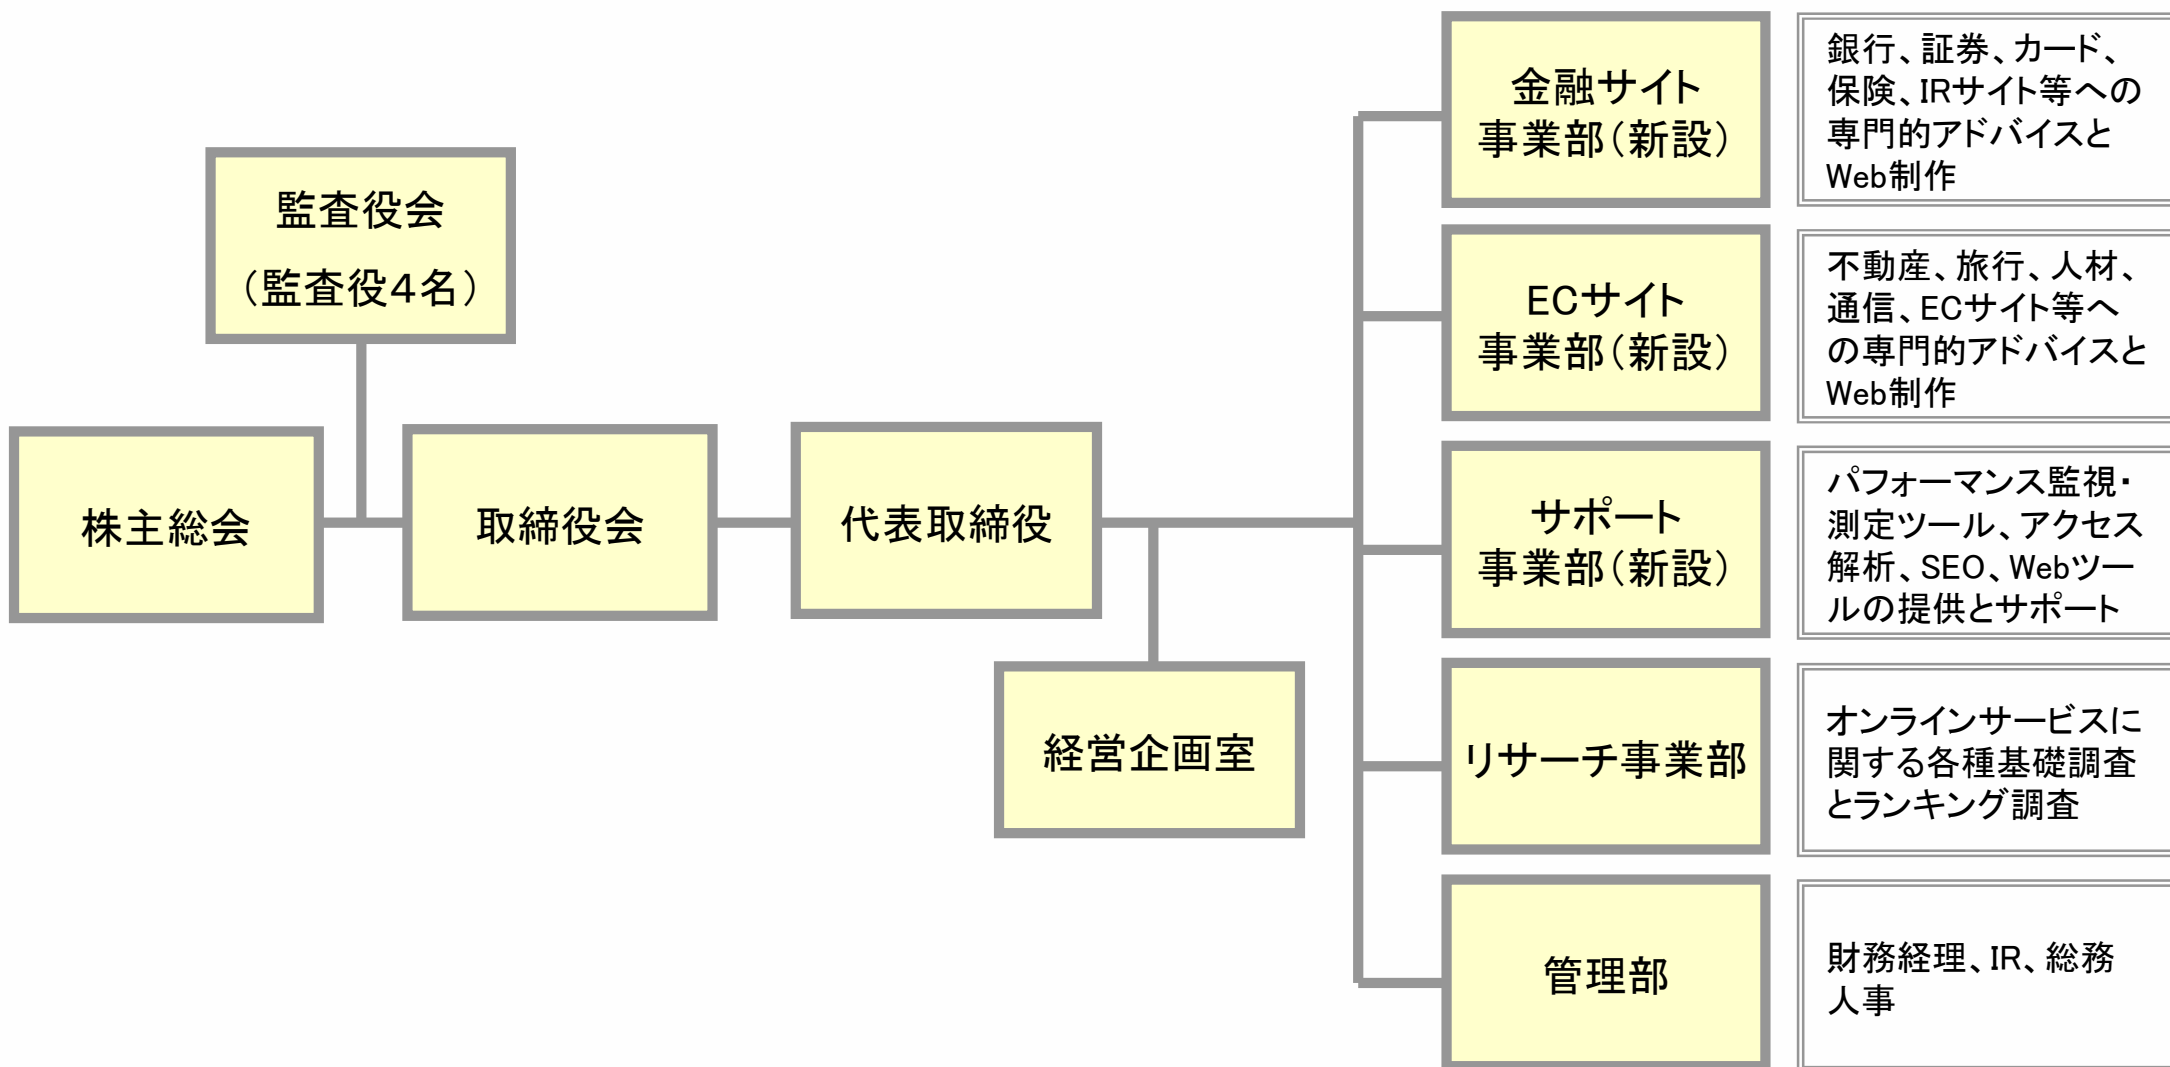 監査役会
（監査役４名）
株主総会
取締役会
代表取締役
経営企画室
金融サイト
事業部（新設）
銀行、証券、カード、
保険、IRサイト等への
専門的アドバイスと
Web制作
ECサイト
事業部（新設）
不動産、旅行、人材、
通信、ECサイト等へ
の専門的アドバイスと
Web制作
サポート
事業部（新設）
パフォーマンス監視・
測定ツール、アクセス
解析、SEO、Webツー
ルの提供とサポート
リサーチ事業部
オンラインサービスに
関する各種基礎調査
とランキング調査
管理部
財務経理、IR、総務
人事